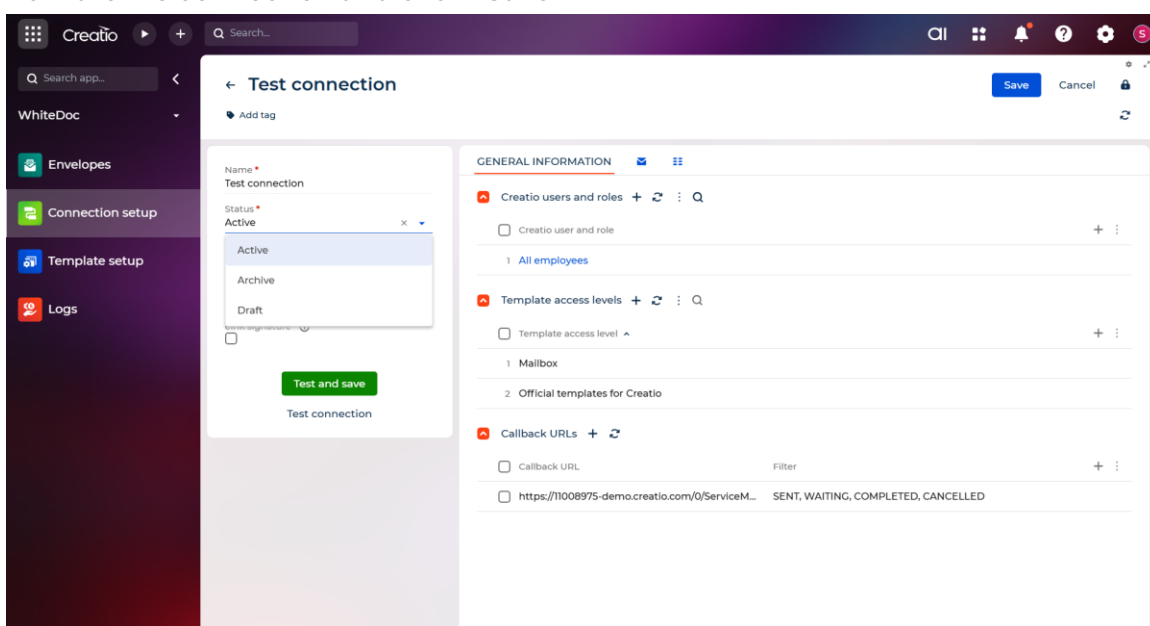 Creatio
Search...
CI
S
Search app...
WhiteDoc
Envelopes
Connection setup
Template setup
Logs
← Test connection
Save
Cancel
Add tag
Name *
Test connection
Status *
Active
Active
Archive
Draft
Test and save
Test connection
GENERAL INFORMATION
Creatio users and roles
Creatio user and role
1 All employees
Template access levels
Template access level
1 Mailbox
2 Official templates for Creatio
Callback URLs
Callback URL Filter
https://11008975-demo.creatio.com/0/ServiceM... SENT, WAITING, COMPLETED, CANCELLED